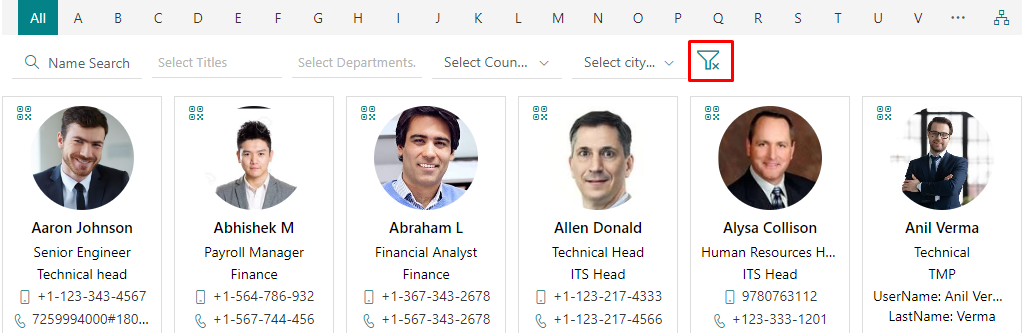 All A B C D E F G H I J K L M N O P Q R S T U V ...
Name Search Select Titles Select Departments. Select Coun... Select city...
Aaron Johnson
Senior Engineer
Technical head
+1-123-343-4567
7259994000#180...
Abhishek M
Payroll Manager
Finance
+1-564-786-932
+1-567-744-456
Abraham L
Financial Analyst
Finance
+1-367-343-2678
+1-567-343-2678
Allen Donald
Technical Head
ITS Head
+1-123-217-4333
+1-123-217-4566
Alysa Collison
Human Resources H...
ITS Head
9780763112
+123-333-1201
Anil Verma
Technical
TMP
UserName: Anil Ver...
LastName: Verma